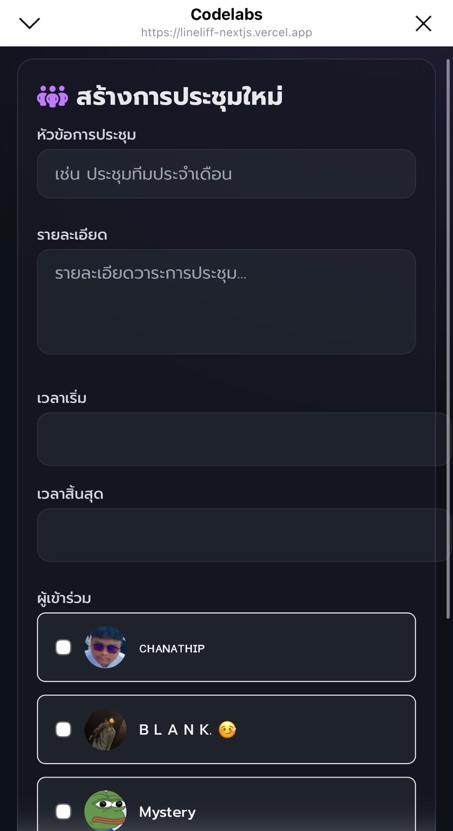 Codelabs
https://lineliff-nextjs.vercel.app
สร้างการประชุมใหม่
หัวข้อการประชุม
เช่น ประชุมทีมประจำเดือน
รายละเอียด
รายละเอียดวาระการประชุม...
เวลาเริ่ม
เวลาสิ้นสุด
ผู้เข้าร่วม
CHANATHIP
B L A N K. 🤒
Mystery